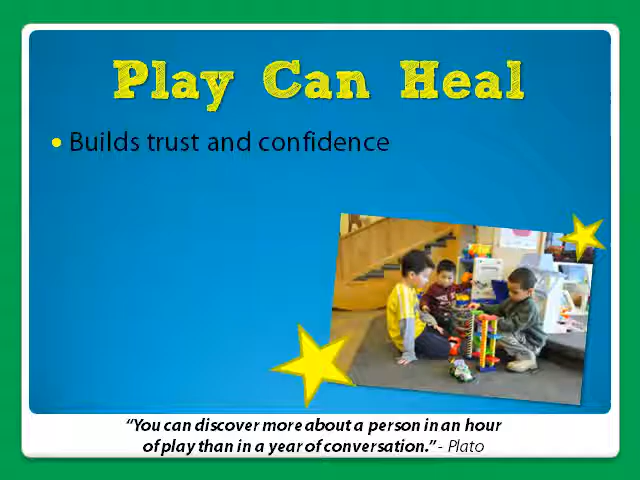 Play Can Heal
• Builds trust and confidence
“You can discover more about a person in an hour
of play than in a year of conversation.” - Plato